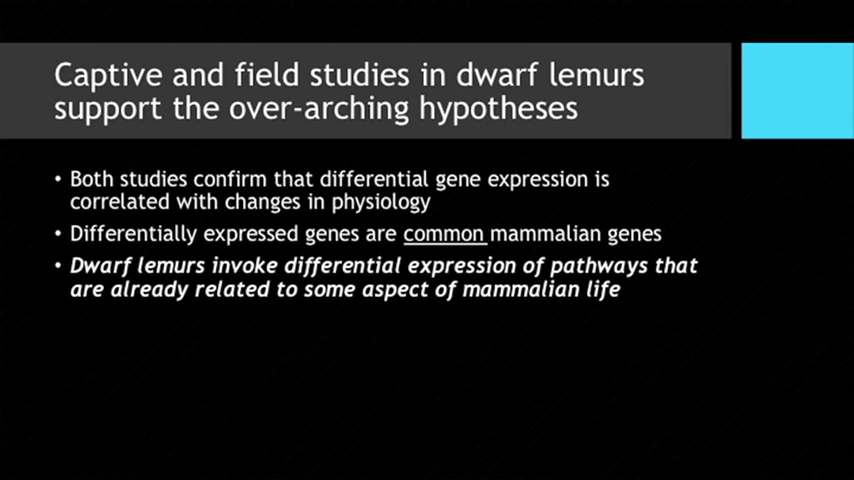 Captive and field studies in dwarf lemurs
support the over-arching hypotheses
• Both studies confirm that differential gene expression is
correlated with changes in physiology
• Differentially expressed genes are common mammalian genes
• Dwarf lemurs invoke differential expression of pathways that
are already related to some aspect of mammalian life